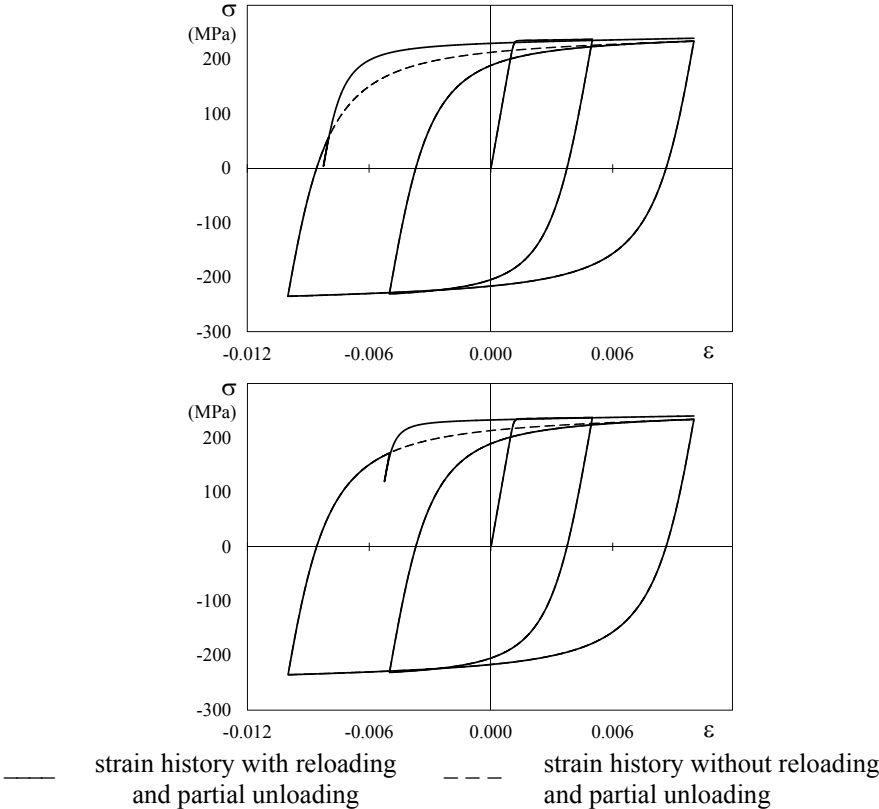 σ
(MPa)
200
100
0
-100
-200
-300
-0.012 -0.006 0.000 0.006 ε
σ
(MPa)
200
100
0
-100
-200
-300
-0.012 -0.006 0.000 0.006 ε
strain history with reloading
and partial unloading
strain history without reloading
and partial unloading